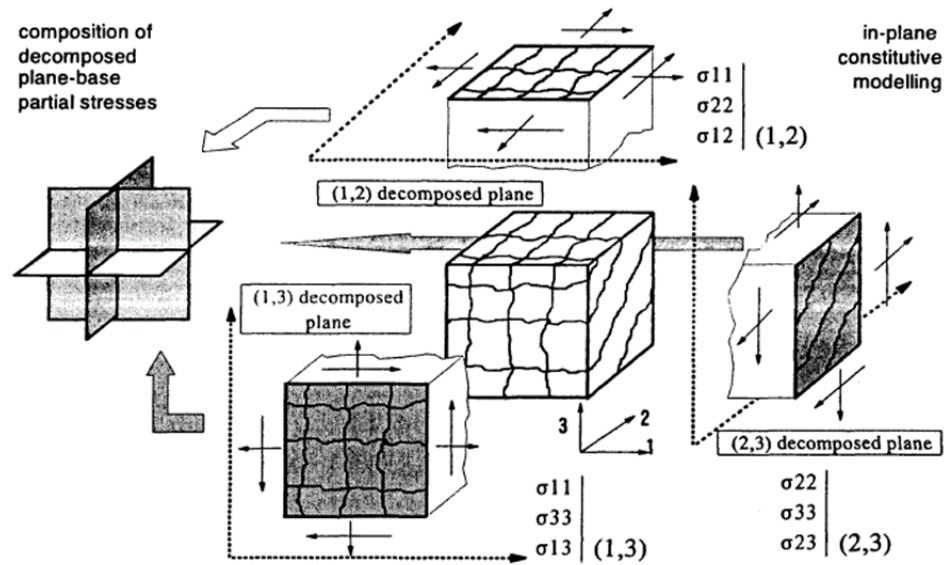 composition of
decomposed
plane-base
partial stresses
in-plane
constitutive
modelling
σ11
σ22
σ12 (1,2)
(1,2) decomposed plane
(1,3) decomposed
plane
3
2
1
(2,3) decomposed plane
σ11
σ33
σ13 (1,3)
σ22
σ33
σ23 (2,3)